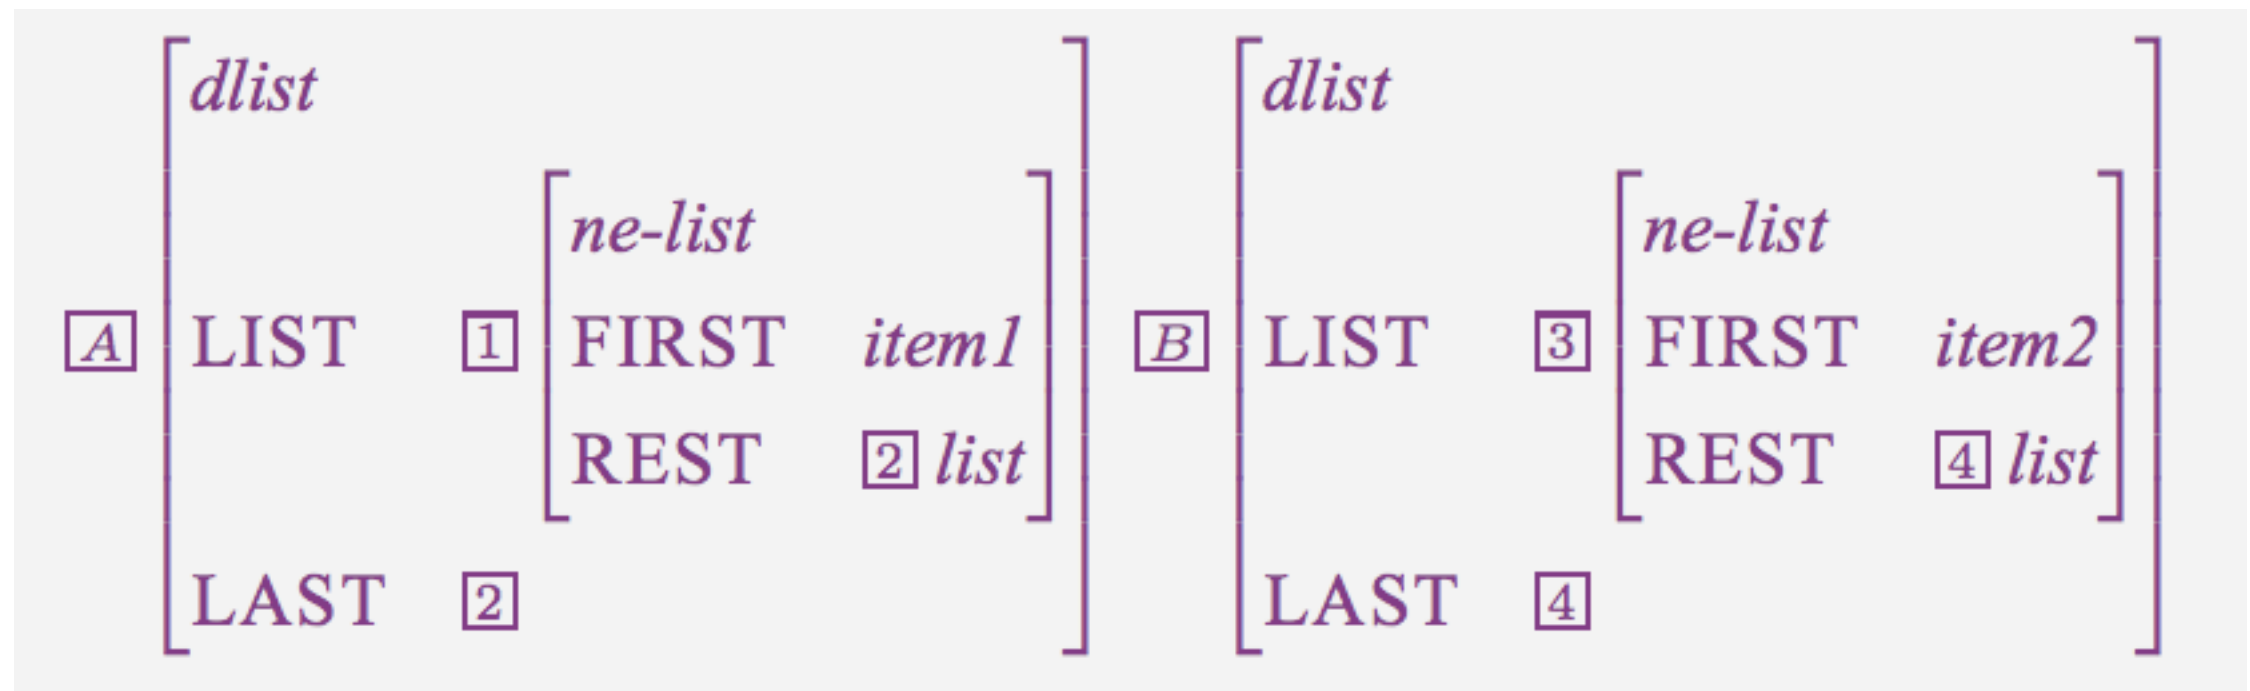 dlist dlist
ne-list ne-list
A LIST 1 FIRST item1 B LIST 3 FIRST item2
REST 2 list REST 4 list
LAST 2 LAST 4